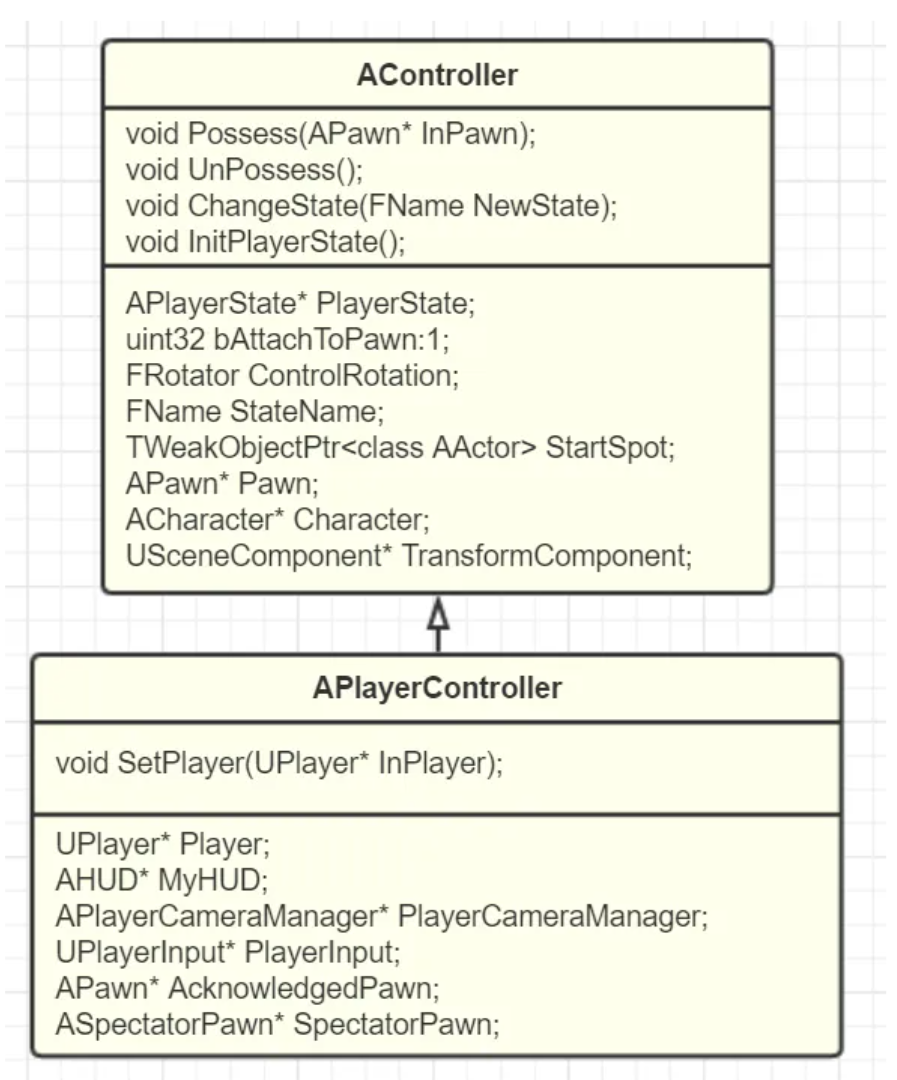 AController
void Possess(APawn* InPawn);
void UnPossess();
void ChangeState(FName NewState);
void InitPlayerState();
APlayerState* PlayerState;
uint32 bAttachToPawn:1;
FRotator ControlRotation;
FName StateName;
TWeakObjectPtr<class AActor> StartSpot;
APawn* Pawn;
ACharacter* Character;
USceneComponent* TransformComponent;
APlayerController
void SetPlayer(UPlayer* InPlayer);
UPlayer* Player;
AHUD* MyHUD;
APlayerCameraManager* PlayerCameraManager;
UPlayerInput* PlayerInput;
APawn* AcknowledgedPawn;
ASpectatorPawn* SpectatorPawn;